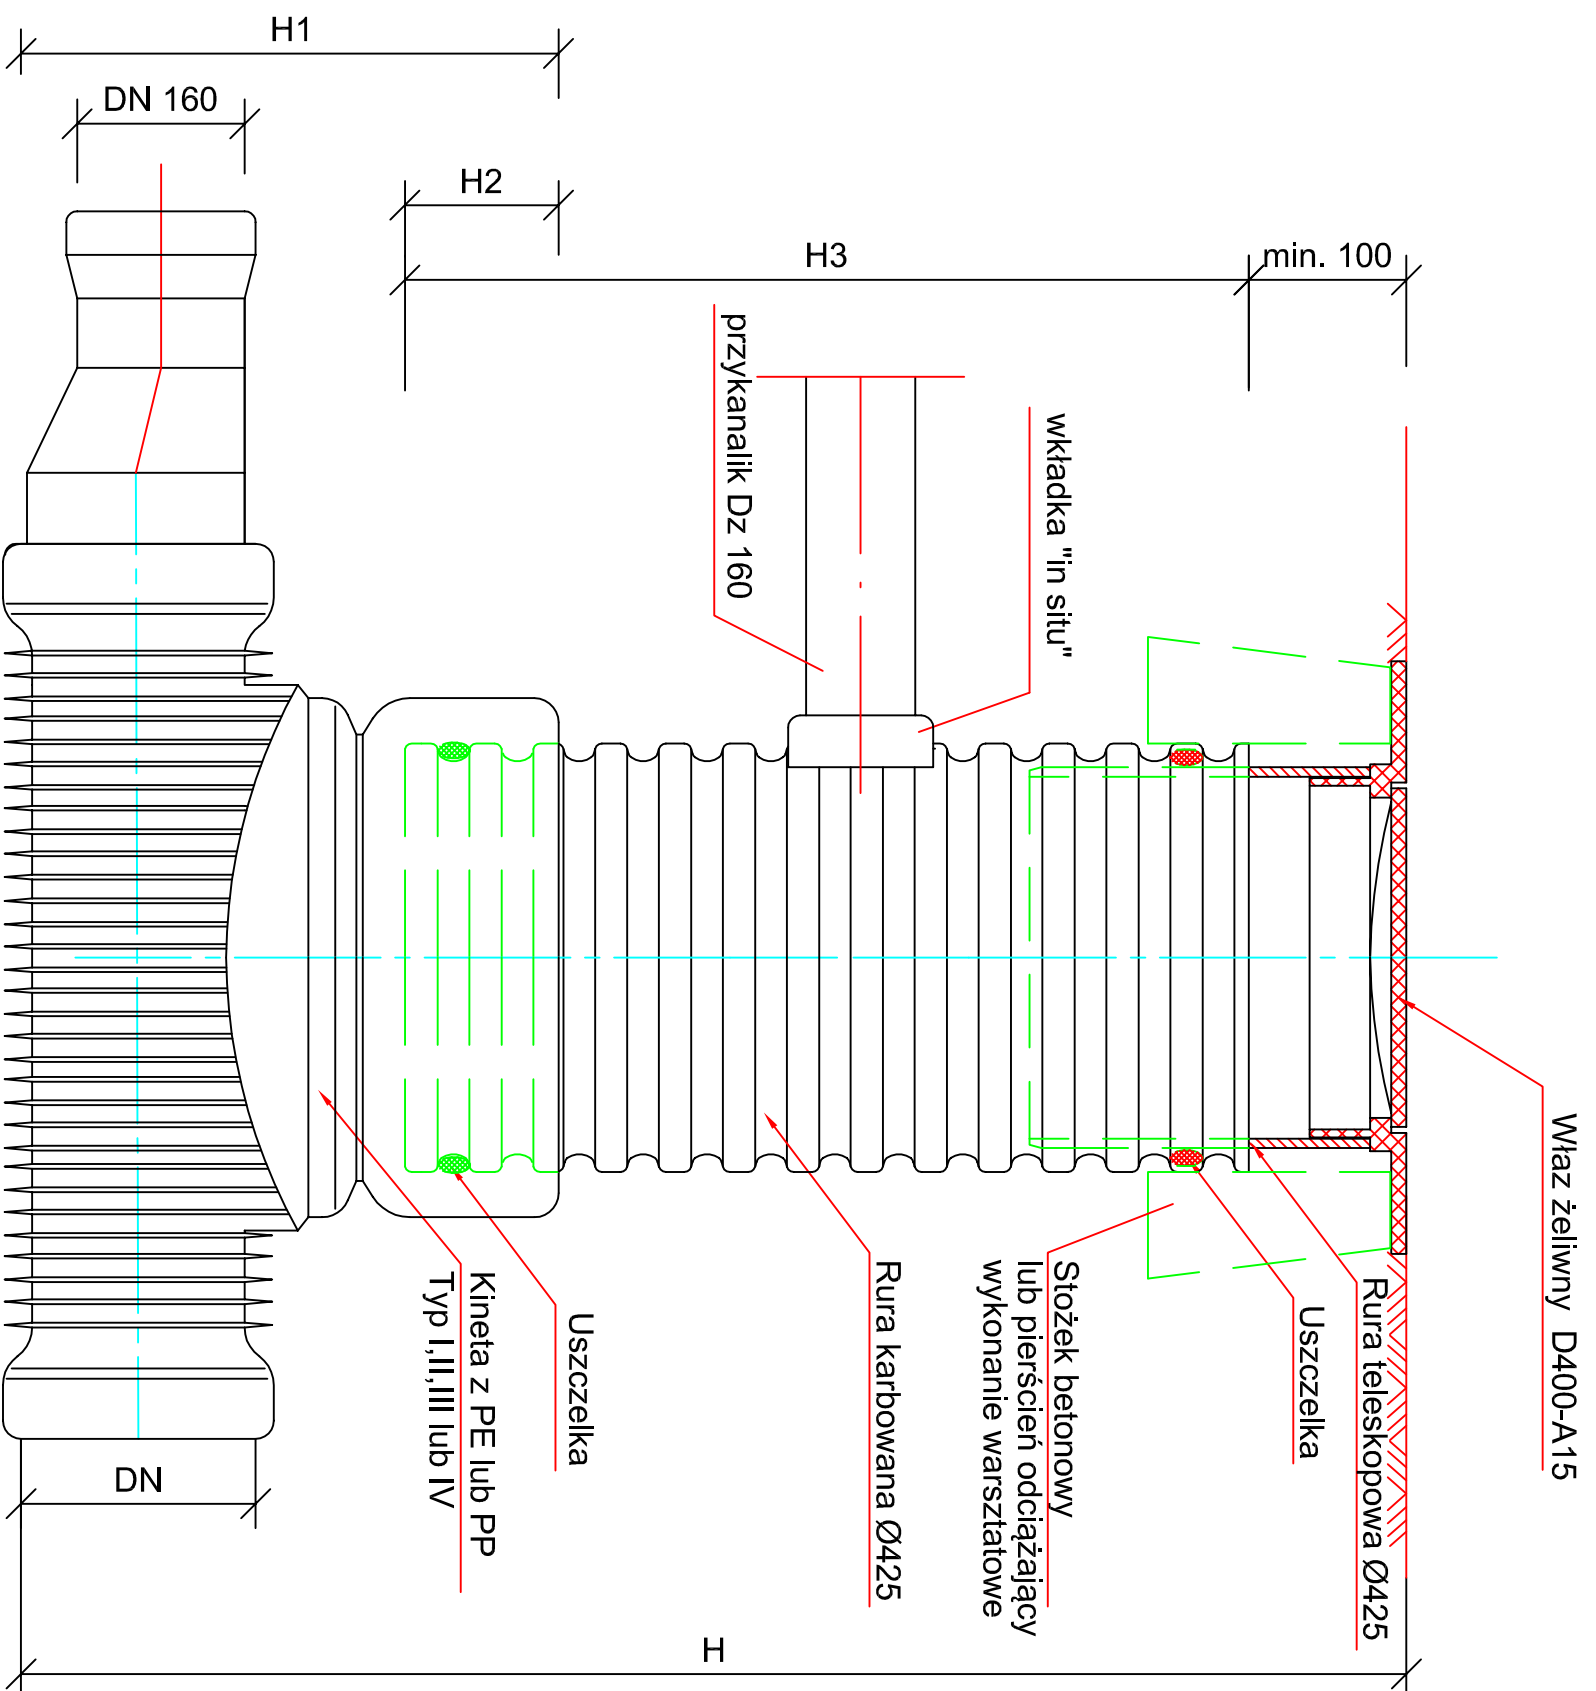 H1
DN 160
H2
H3
min. 100
przykanalik Dz 160
wkładka "in situ"
Właz żeliwny D400-A15
Rura teleskopowa Ø425
Uszczelka
Stożek betonowy
lub pierścień odciążający
wykonanie warsztatowe
Rura karbowana Ø425
Uszczelka
Kineta z PE lub PP
Typ I,II,III lub IV
DN
H